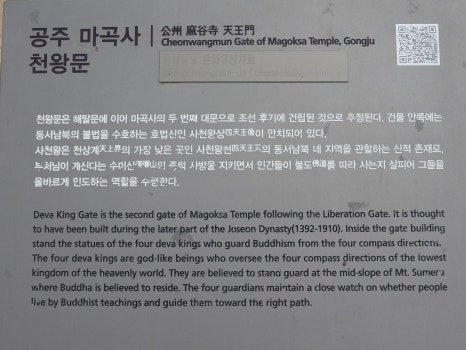 공주 마곡사
천왕문
公州 麻谷寺 天王門
Cheonwangmun Gate of Magoksa Temple, Gongju
천왕문은 해탈문에 이어 마곡사의 두 번째 대문으로 조선 후기에 건립된 것으로 추정된다. 건물 안쪽에는
동서남북의 불법을 수호하는 호법신인 사천왕상四天王像이 안치되어 있다.
사천왕은 천상계天上界의 가장 낮은 곳인 사천왕천四天王天의 동서남북 네 지역을 관할하는 신적 존재로,
부처님이 계신다는 수미산의 중턱 사방을 지키면서 인간들이 불도佛道를 따라 사는지 살피어 그들을
올바르게 인도하는 역할을 수행한다.
Deva King Gate is the second gate of Magoksa Temple following the Liberation Gate. It is thought
to have been built during the later part of the Joseon Dynasty(1392-1910). Inside the gate building
stand the statues of the four deva kings who guard Buddhism from the four compass directions.
The four deva kings are god-like beings who oversee the four compass directions of the lowest
kingdom of the heavenly world. They are believed to stand guard at the mid-slope of Mt. Sumeru
where Buddha is believed to reside. The four guardians maintain a close watch on whether people
live by Buddhist teachings and guide them toward the right path.